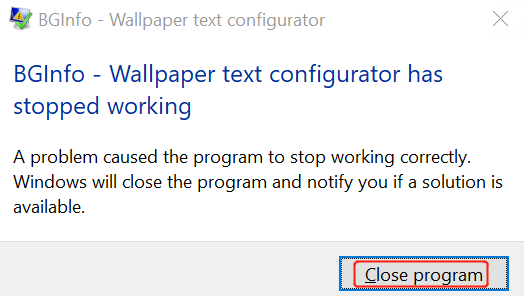 BGInfo - Wallpaper text configurator
BGInfo - Wallpaper text configurator has
stopped working
A problem caused the program to stop working correctly.
Windows will close the program and notify you if a solution is
available.
Close program